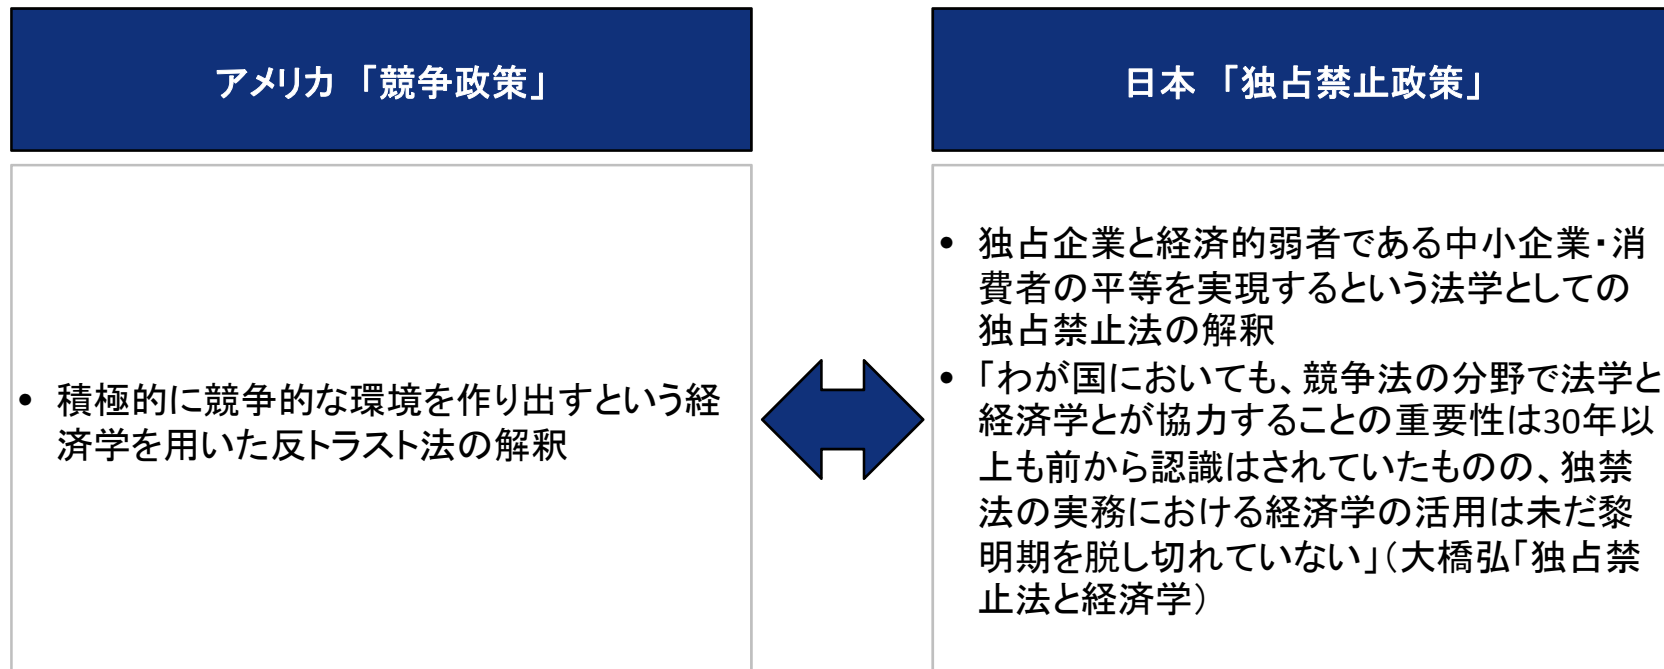 アメリカ 「競争政策」
日本 「独占禁止政策」
• 積極的に競争的な環境を作り出すという経
済学を用いた反トラスト法の解釈
• 独占企業と経済的弱者である中小企業・消
費者の平等を実現するという法学としての
独占禁止法の解釈
• 「わが国においても、競争法の分野で法学と
経済学とが協力することの重要性は30年以
上も前から認識はされていたものの、独禁
法の実務における経済学の活用は未だ黎
明期を脱し切れていない」（大橋弘「独占禁
止法と経済学）